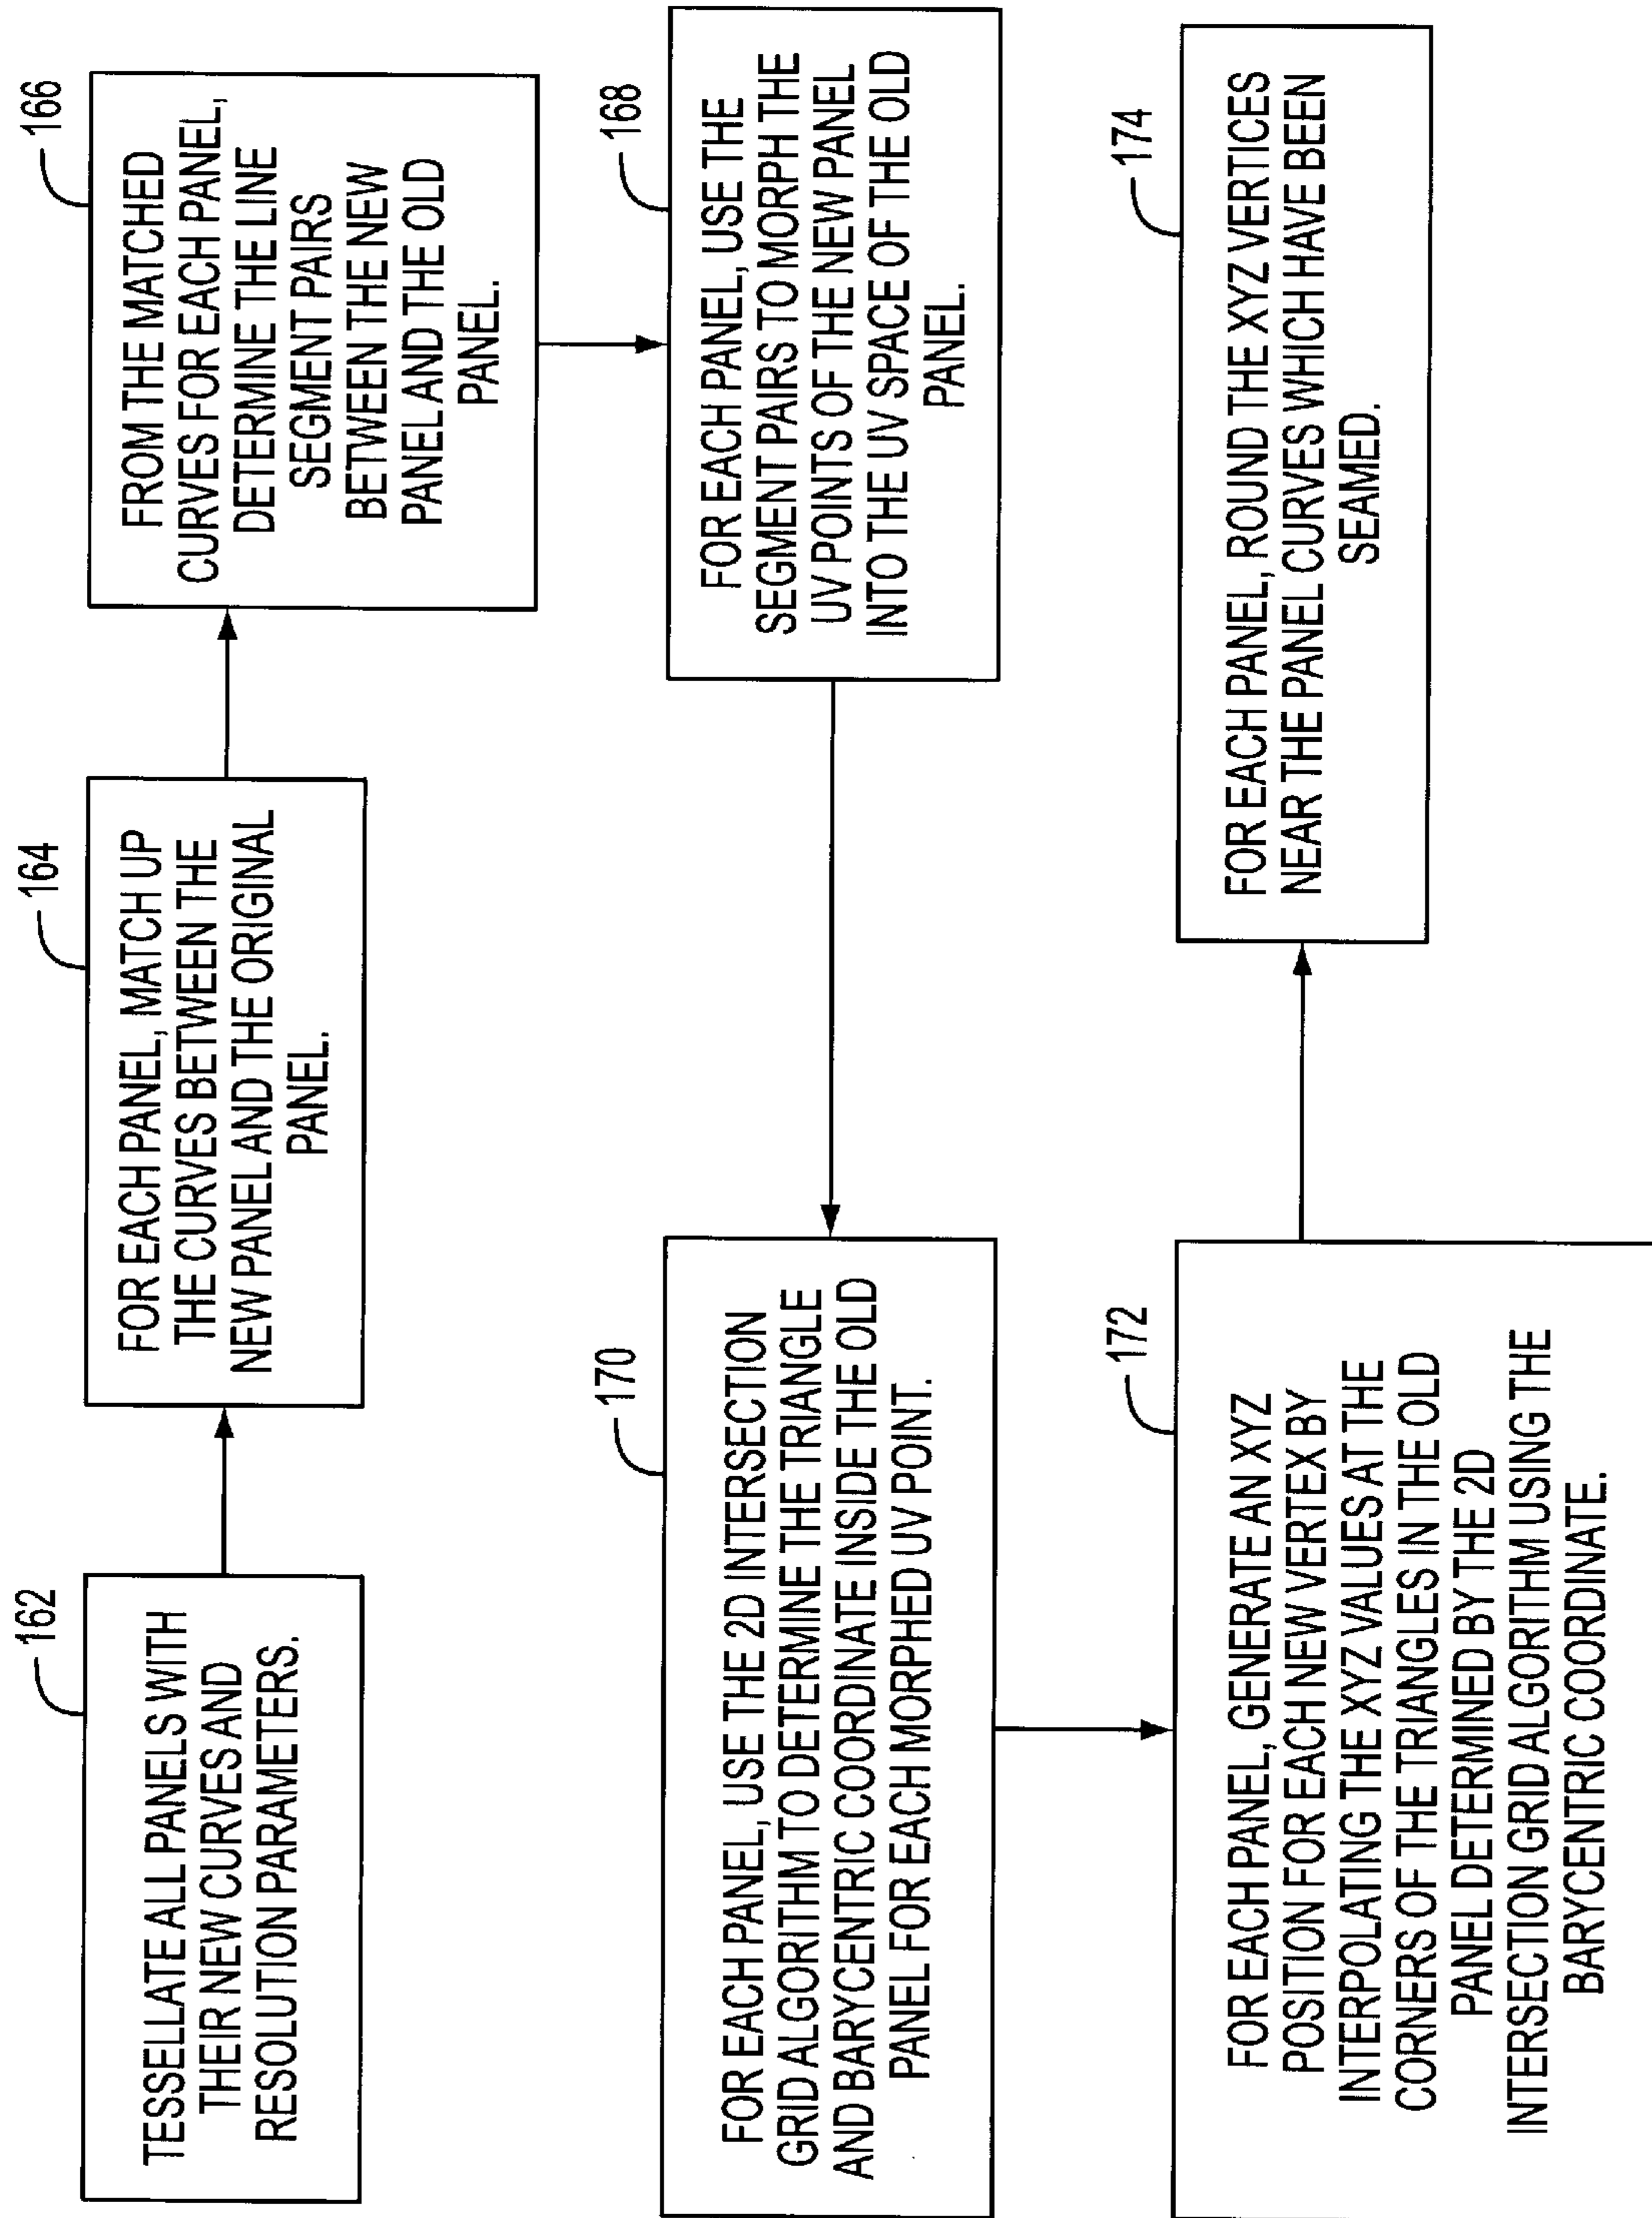 162
TESSELLATE ALL PANELS WITH
THEIR NEW CURVES AND
RESOLUTION PARAMETERS.
164
FOR EACH PANEL, MATCH UP
THE CURVES BETWEEN THE
NEW PANEL AND THE ORIGINAL
PANEL.
166
FROM THE MATCHED
CURVES FOR EACH PANEL,
DETERMINE THE LINE
SEGMENT PAIRS
BETWEEN THE NEW
PANEL AND THE OLD
PANEL.
168
FOR EACH PANEL, USE THE
SEGMENT PAIRS TO MORPH THE
UV POINTS OF THE NEW PANEL
INTO THE UV SPACE OF THE OLD
PANEL.
170
FOR EACH PANEL, USE THE 2D INTERSECTION
GRID ALGORITHM TO DETERMINE THE TRIANGLE
AND BARYCENTRIC COORDINATE INSIDE THE OLD
PANEL FOR EACH MORPHED UV POINT.
172
FOR EACH PANEL, GENERATE AN XYZ
POSITION FOR EACH NEW VERTEX BY
INTERPOLATING THE XYZ VALUES AT THE
CORNERS OF THE TRIANGLES IN THE OLD
PANEL DETERMINED BY THE 2D
INTERSECTION GRID ALGORITHM USING THE
BARYCENTRIC COORDINATE.
174
FOR EACH PANEL, ROUND THE XYZ VERTICES
NEAR THE PANEL CURVES WHICH HAVE BEEN
SEAMED.